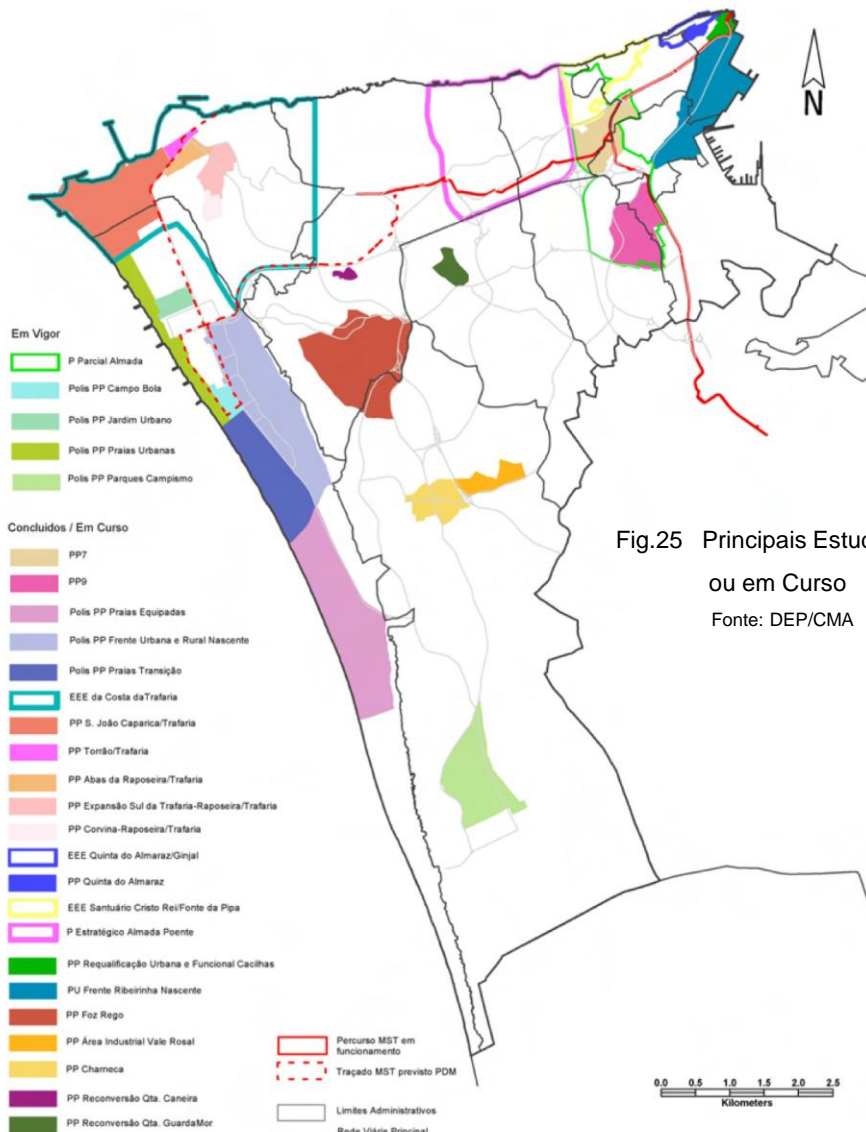 N
Em Vigor
P Parcial Almada
Polis PP Campo Bola
Polis PP Jardim Urbano
Polis PP Praias Urbanas
Polis PP Parques Campismo
Concluidos / Em Curso
PP7
PP9
Polis PP Praias Equipadas
Polis PP Frente Urbana e Rural Nascente
Polis PP Praias Transição
EEE da Costa daTrafaria
PP S. João Caparica/Trafaria
PP Torrão/Trafaria
PP Abas da Raposeira/Trafaria
PP Expansão Sul da Trafaria-Raposeira/Trafaria
PP Corvina-Raposeira/Trafaria
EEE Quinta do Almaraz/Ginjal
PP Quinta do Almaraz
EEE Santuário Cristo Rei/Fonte da Pipa
P Estratégico Almada Poente
PP Requalificação Urbana e Funcional Cacilhas
PU Frente Ribeirinha Nascente
PP Foz Rego
PP Área Industrial Vale Rosal
PP Charneca
PP Reconversão Qta. Caneira
PP Reconversão Qta. GuardaMor
Percurso MST em
funcionamento
Traçado MST previsto PDM
Limites Administrativos
Rede Viária Principal
Fig.25 Principais Estud
ou em Curso
Fonte: DEP/CMA
0.0 0.5 1.0 1.5 2.0 2.5
Kilometers